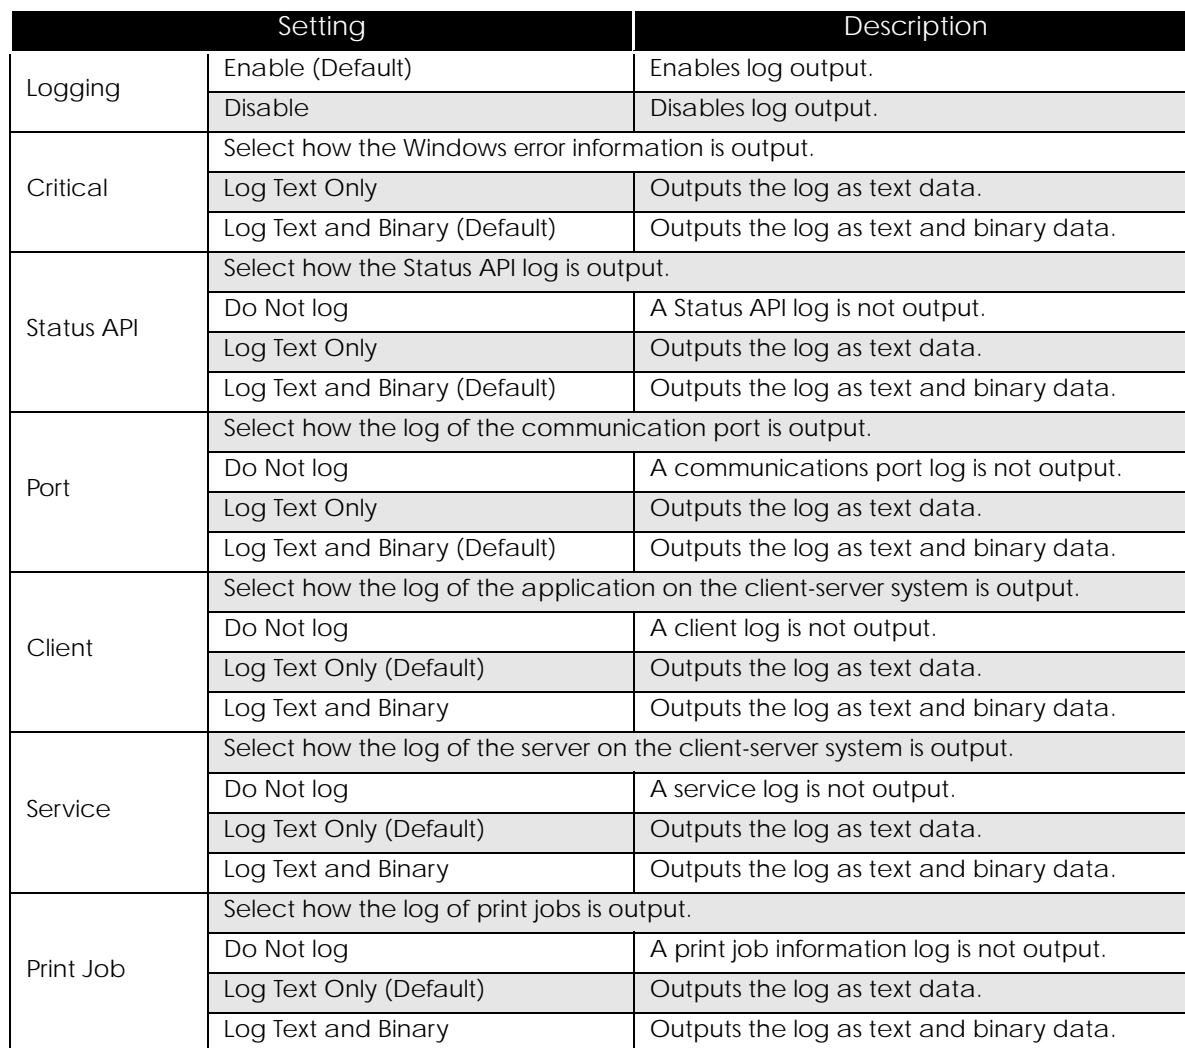 Setting Description
Logging
Enable (Default) Enables log output.
Disable Disables log output.
Critical
Select how the Windows error information is output.
Log Text Only Outputs the log as text data.
Log Text and Binary (Default) Outputs the log as text and binary data.
Status API
Select how the Status API log is output.
Do Not log A Status API log is not output.
Log Text Only Outputs the log as text data.
Log Text and Binary (Default) Outputs the log as text and binary data.
Port
Select how the log of the communication port is output.
Do Not log A communications port log is not output.
Log Text Only Outputs the log as text data.
Log Text and Binary (Default) Outputs the log as text and binary data.
Client
Select how the log of the application on the client-server system is output.
Do Not log A client log is not output.
Log Text Only (Default) Outputs the log as text data.
Log Text and Binary Outputs the log as text and binary data.
Service
Select how the log of the server on the client-server system is output.
Do Not log A service log is not output.
Log Text Only (Default) Outputs the log as text data.
Log Text and Binary Outputs the log as text and binary data.
Print Job
Select how the log of print jobs is output.
Do Not log A print job information log is not output.
Log Text Only (Default) Outputs the log as text data.
Log Text and Binary Outputs the log as text and binary data.